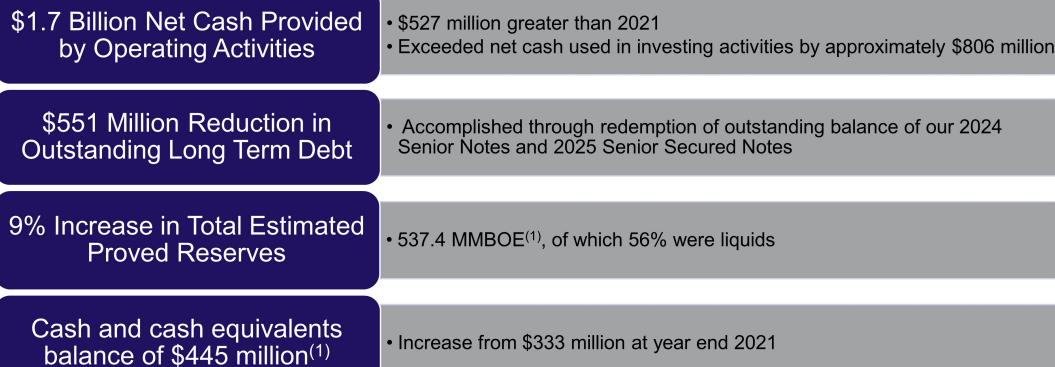 $1.7 Billion Net Cash Provided
by Operating Activities
• $527 million greater than 2021
• Exceeded net cash used in investing activities by approximately $806 million
$551 Million Reduction in
Outstanding Long Term Debt
• Accomplished through redemption of outstanding balance of our 2024
Senior Notes and 2025 Senior Secured Notes
9% Increase in Total Estimated
Proved Reserves
• 537.4 MMBOE(1), of which 56% were liquids
Cash and cash equivalents
balance of $445 million(1)
• Increase from $333 million at year end 2021